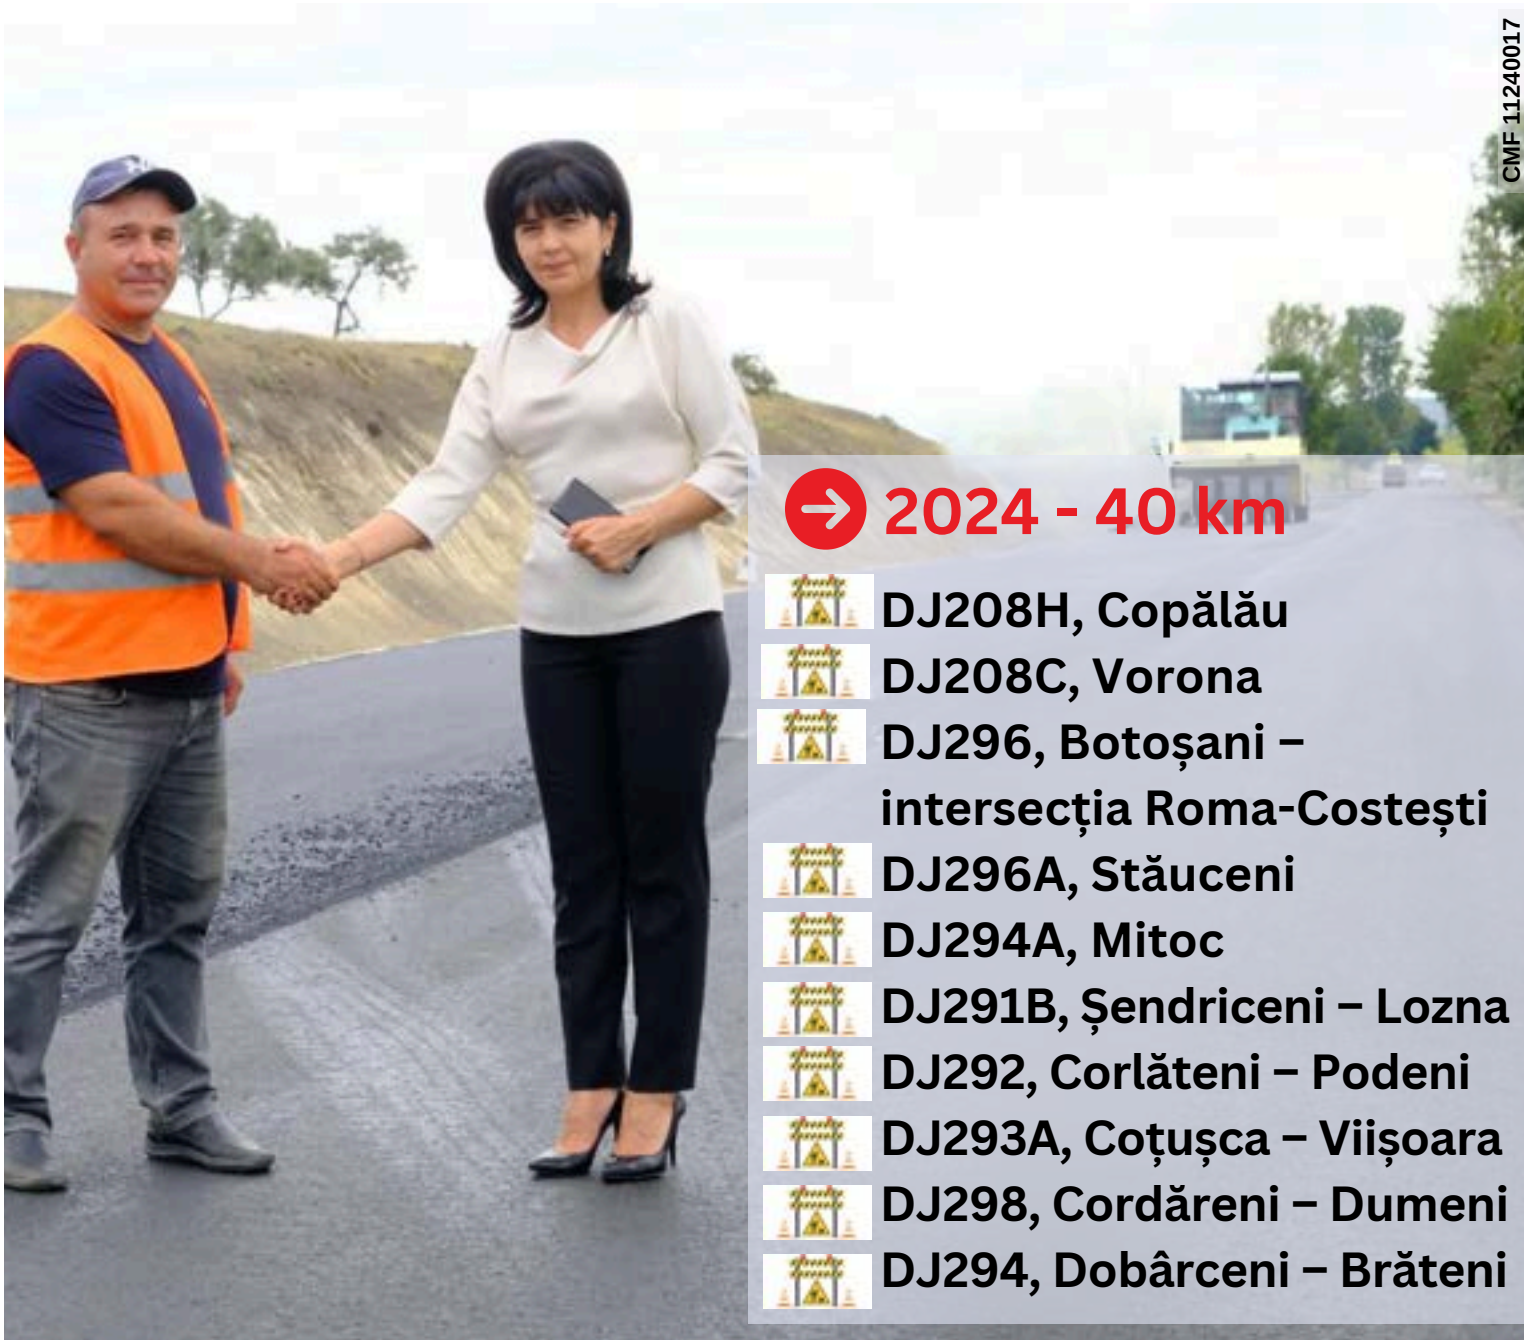 CMF 11240017
2024 - 40 km
DJ208H, Copălău
DJ208C, Vorona
DJ296, Botoșani –
intersecția Roma-Costești
DJ296A, Stăuceni
DJ294A, Mitoc
DJ291B, Șendriceni – Lozna
DJ292, Corlăteni – Podeni
DJ293A, Coțușca – Viișoara
DJ298, Cordăreni – Dumeni
DJ294, Dobârceni – Brăteni